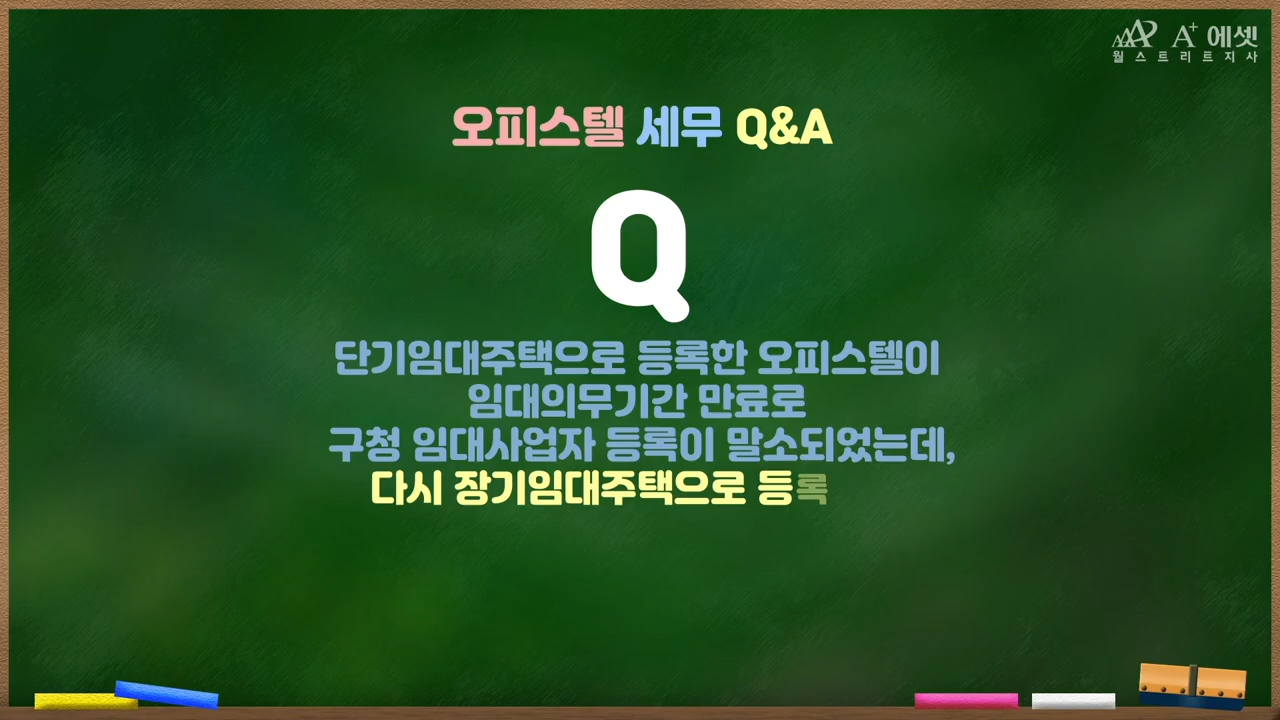 A⁺에셋
월스트리트지사
오피스텔 세무 Q&A
Q
단기임대주택으로 등록한 오피스텔이
임대의무기간 만료로
구청 임대사업자 등록이 말소되었는데,
다시 장기임대주택으로 등록